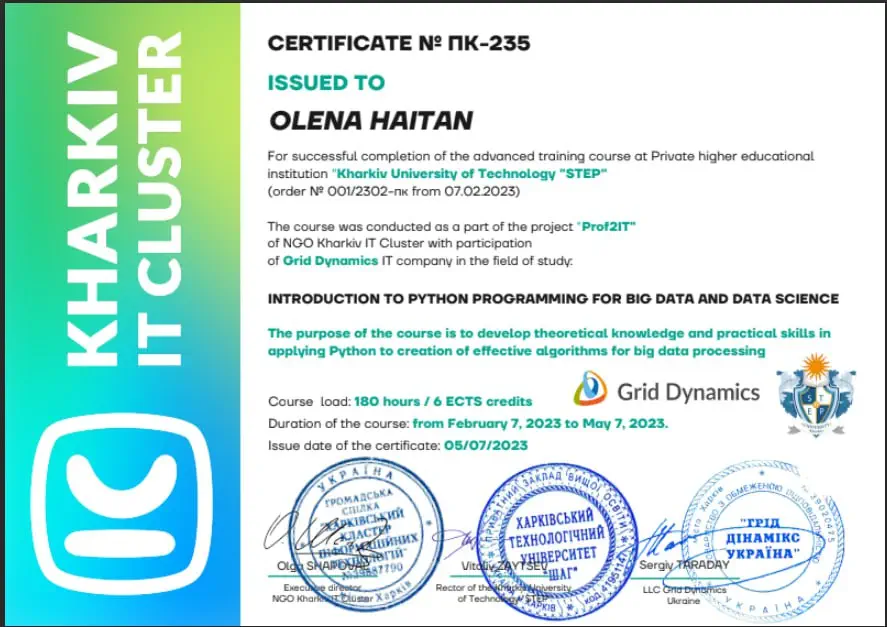 KHARKIV
IT CLUSTER
CERTIFICATE № ПК-235
ISSUED TO
OLENA HAITAN
For successful completion of the advanced training course at Private higher educational
institution "Kharkiv University of Technology "STEP"
(order № 001/2302-пк from 07.02.2023)
The course was conducted as a part of the project "Prof2IT"
of NGO Kharkiv IT Cluster with participation
of Grid Dynamics IT company in the field of study:
INTRODUCTION TO PYTHON PROGRAMMING FOR BIG DATA AND DATA SCIENCE
The purpose of the course is to develop theoretical knowledge and practical skills in
applying Python to creation of effective algorithms for big data processing
Grid Dynamics
STEP
Course load: 180 hours / 6 ECTS credits
Duration of the course: from February 7, 2023 to May 7, 2023.
Issue date of the certificate: 05/07/2023
УКРАЇНА
ГРОМАДСЬКА
СПІЛКА
ХАРКІВСЬКИЙ
КЛАСТЕР
ІНФОРМАЦІЙНИХ
ТЕХНОЛОГІЙ"
Харків
Olga SHAPOVAL
Executive director
NGO Kharkiv IT Cluster
ПРИВАТНИЙ ЗАКЛАД ВИЩОЇ ОСВІТИ
ХАРКІВСЬКИЙ
ТЕХНОЛОГІЧНИЙ
УНІВЕРСИТЕТ
"ШАГ"
ХАРКІВ
Vitaliy ZAYTSEV
Rector of the Kharkiv University
of Technology "STEP"
місто Харків
ТОВАРИСТВО З ОБМЕЖЕНОЮ ВІДПОВІДАЛЬНІСТЮ
"ГРІД
ДІНАМІКС
УКРАЇНА"
УКРАЇНА
Sergiy TARADAY
LLC Grid Dynamics
Ukraine